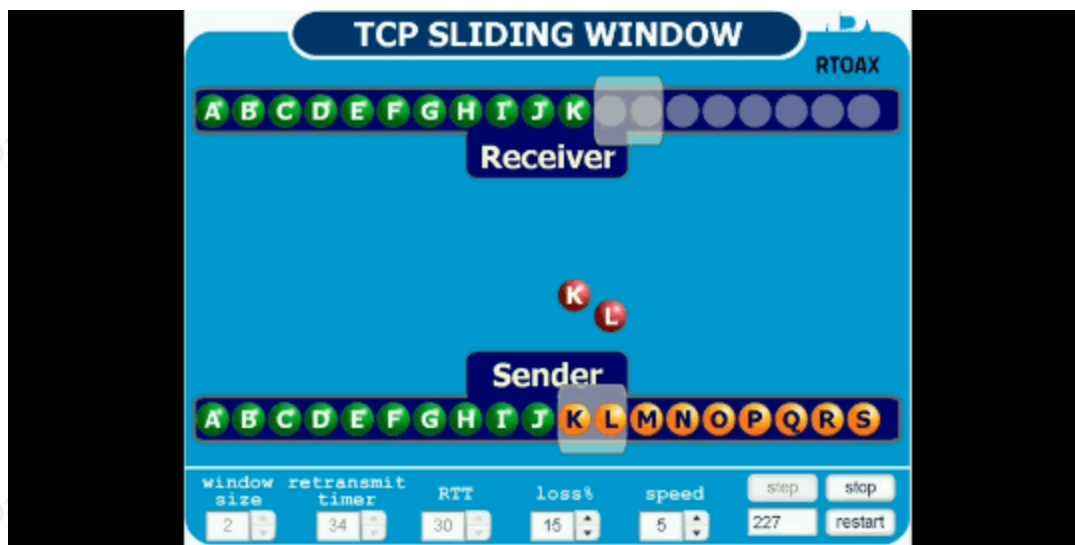 TCP SLIDING WINDOW
RTOAX
A B C D E F G H I J K
Receiver
K
L
Sender
A B C D E F G H I J K L M N O P Q R S
window size
retransmit timer
RTT
loss%
speed
step
stop
2
34
30
15
5
227
restart